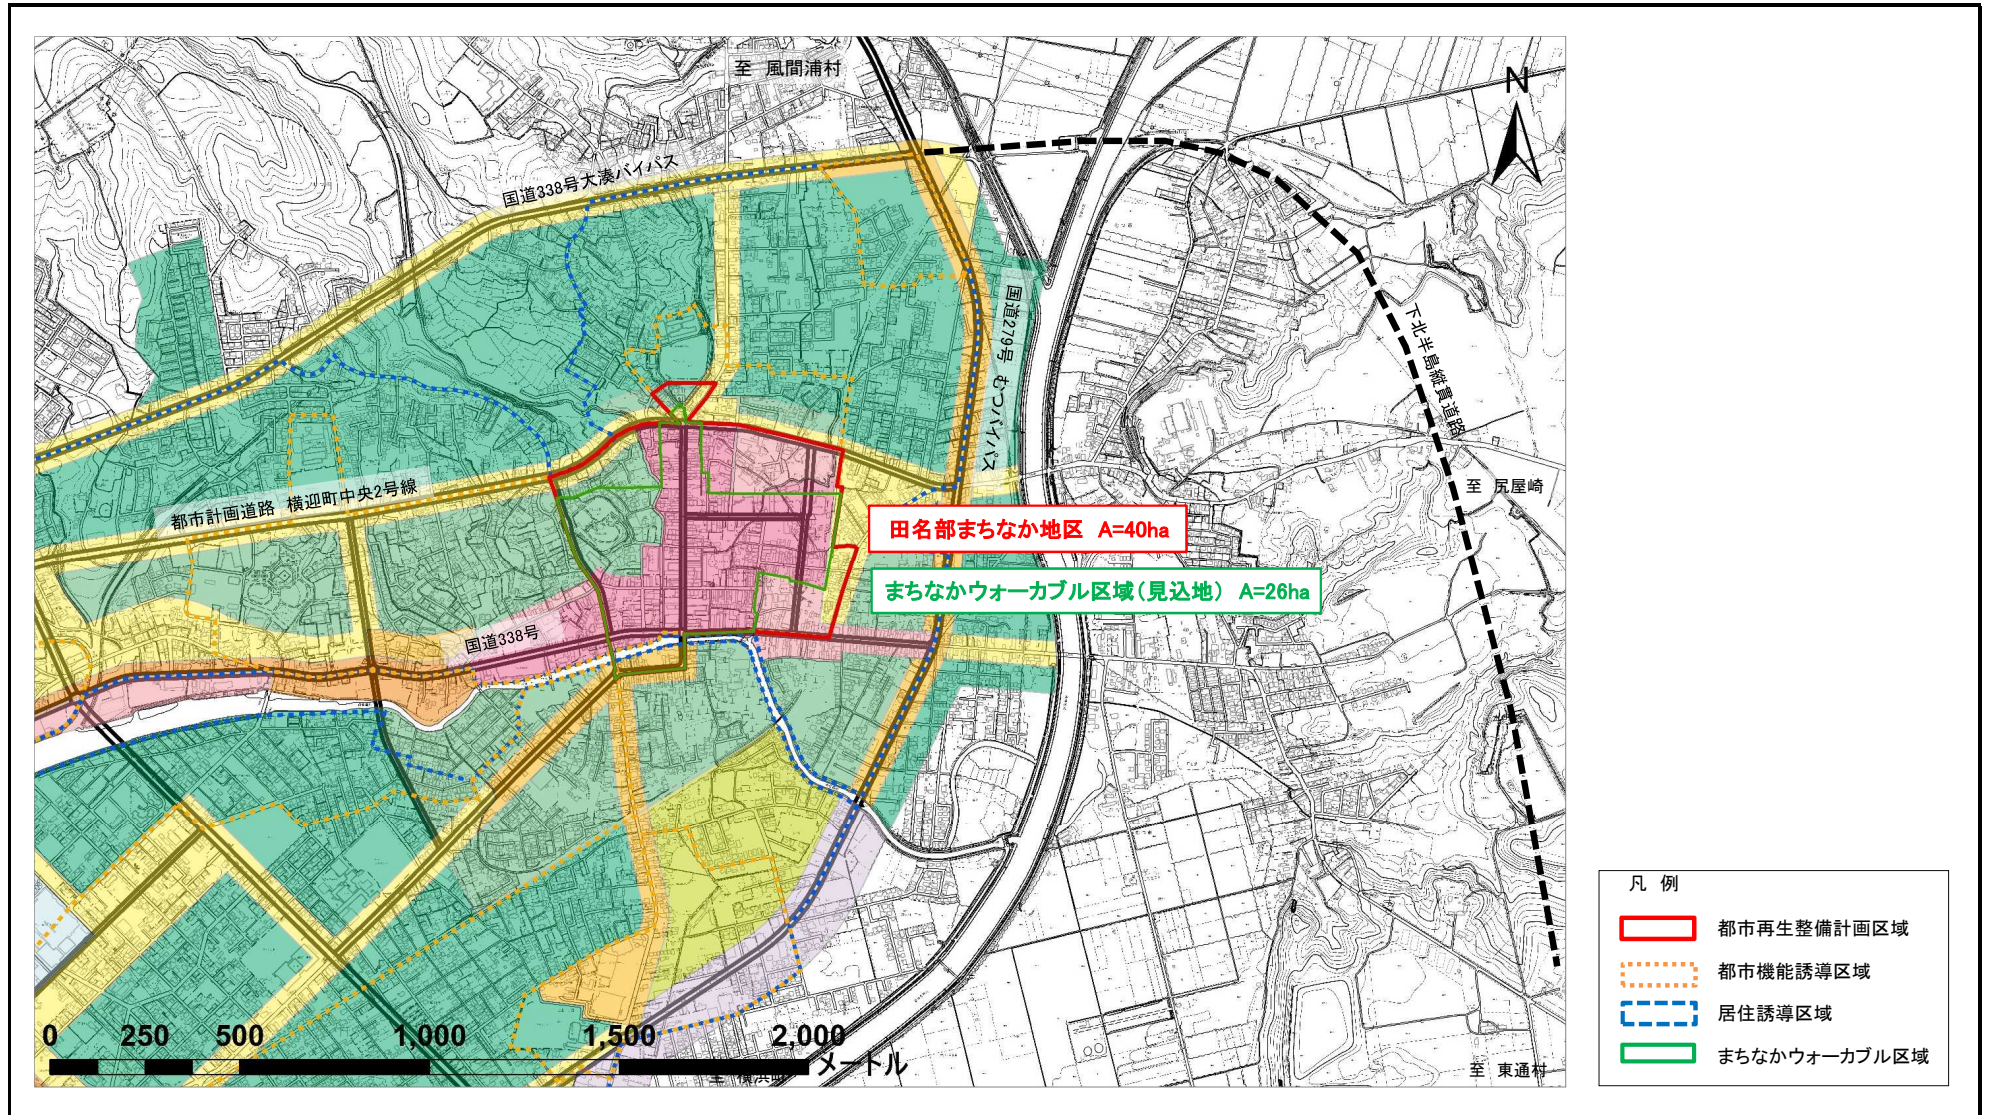 至 風間浦村
N
国道338号大湊バイパス
国道279号 むつバイパス
下北半島縦貫道路
都市計画道路 横迎町中央2号線
至 尻屋崎
田名部まちなか地区 A=40ha
まちなかウォーカブル区域(見込地) A=26ha
国道338号
0 250 500 1,000 1,500 2,000
メートル
至 横浜町
至 東通村
凡 例
都市再生整備計画区域
都市機能誘導区域
居住誘導区域
まちなかウォーカブル区域